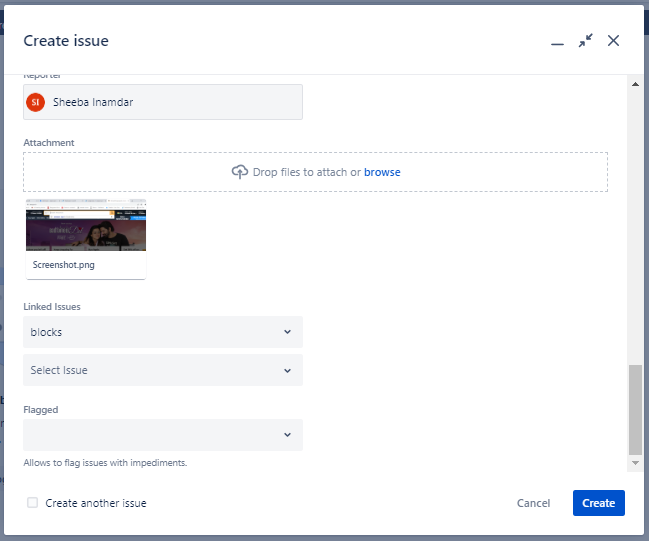 Create issue
Reporter
SI Sheeba Inamdar
Attachment
Drop files to attach or browse
Screenshot.png
Linked Issues
blocks
Select Issue
Flagged
Allows to flag issues with impediments.
Create another issue
Cancel
Create